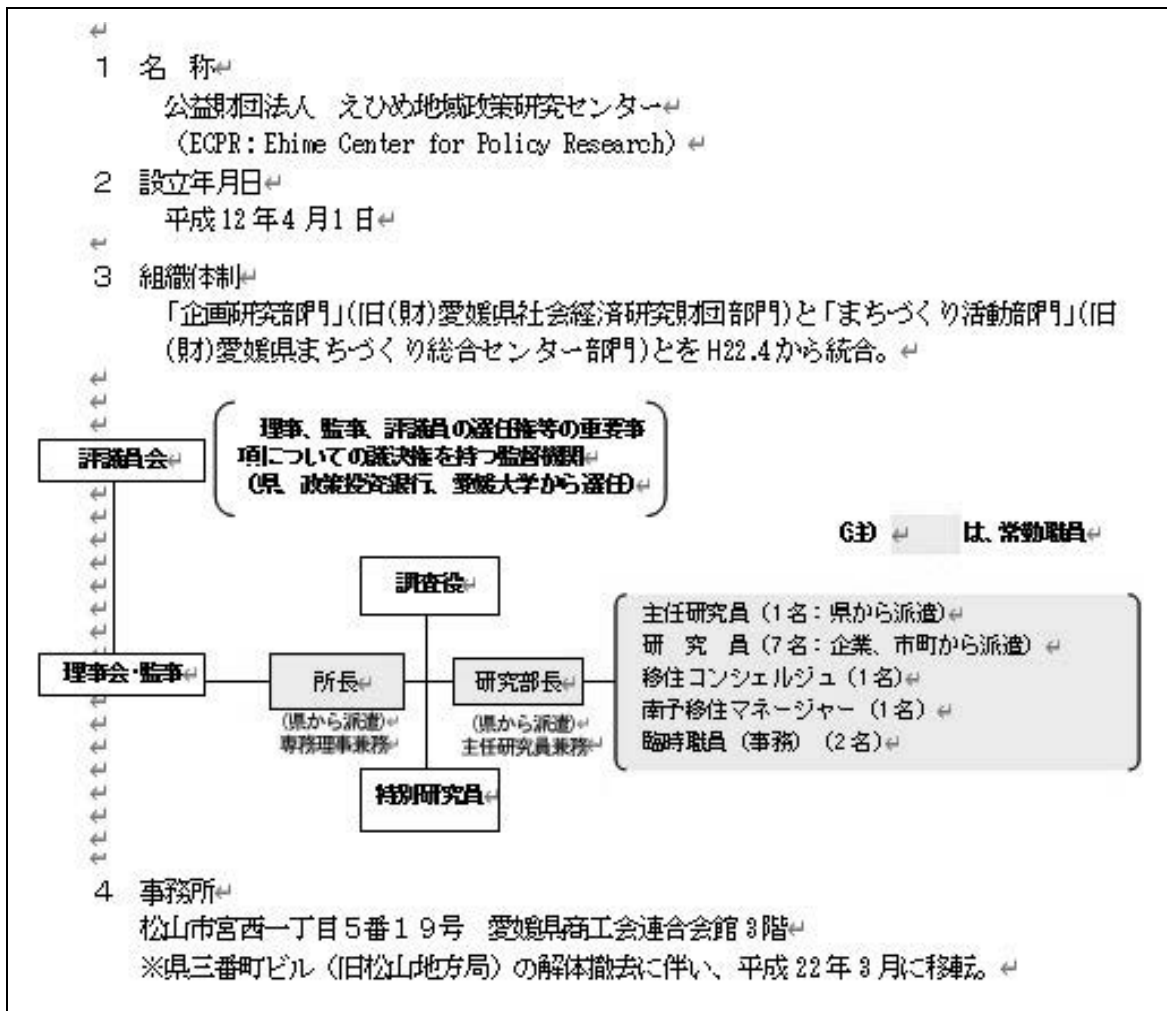 1 名 称
公益財団法人 えひめ地域政策研究センター
(ECPR:Ehime Center for Policy Research)
2 設立年月日
平成12年4月1日
3 組織体制
「企画研究部門」(旧(財)愛媛県社会経済研究財団部門)と「まちづくり活動部門」(旧
(財)愛媛県まちづくり総合センター部門)とをH22.4から統合。
評議員会
理事、監事、評議員の選任権等の重要事
項についての議決権を持つ監督機関
(県、政策投資銀行、愛媛大学から選任)
(注) は、常勤職員
調査役
理事会・監事
所長
(県から派遣)
専務理事兼務
研究部長
(県から派遣)
主任研究員兼務
主任研究員(1名:県から派遣)
研 究 員(7名:企業、市町から派遣)
移住コンシェルジュ(1名)
南予移住マネージャー(1名)
臨時職員(事務)(2名)
特別研究員
4 事務所
松山市宮西一丁目5番19号 愛媛県商工会連合会館3階
※県三番町ビル(旧松山地方局)の解体撤去に伴い、平成22年3月に移転。